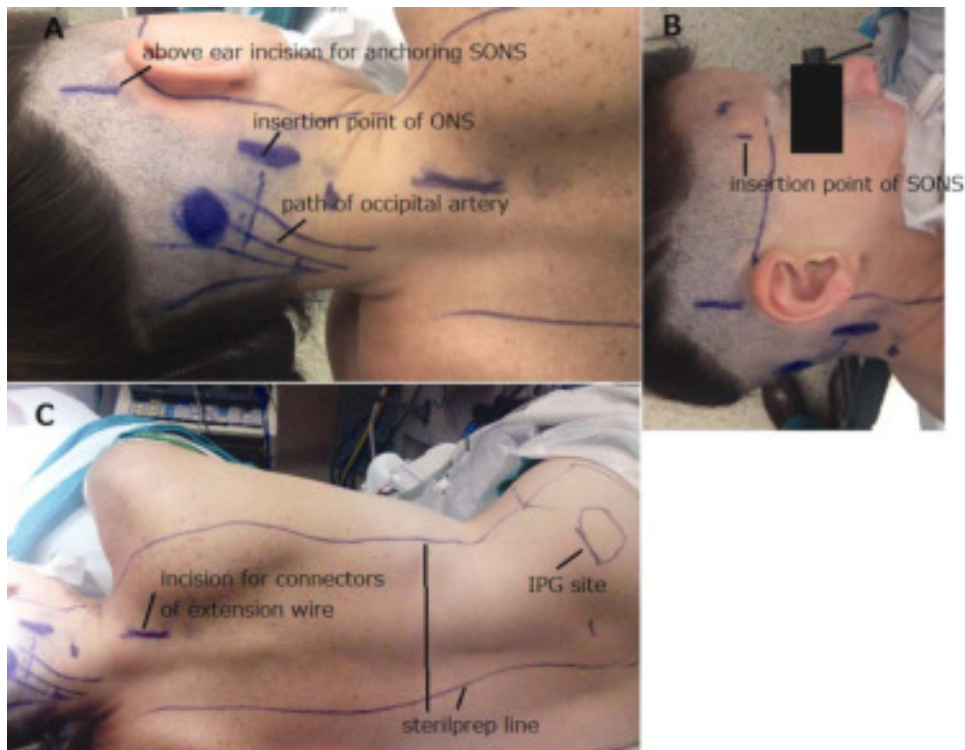 A
above ear incision for anchoring SONS
insertion point of ONS
path of occipital artery
B
insertion point of SONS
C
incision for connectors
of extension wire
IPG site
sterilprep line